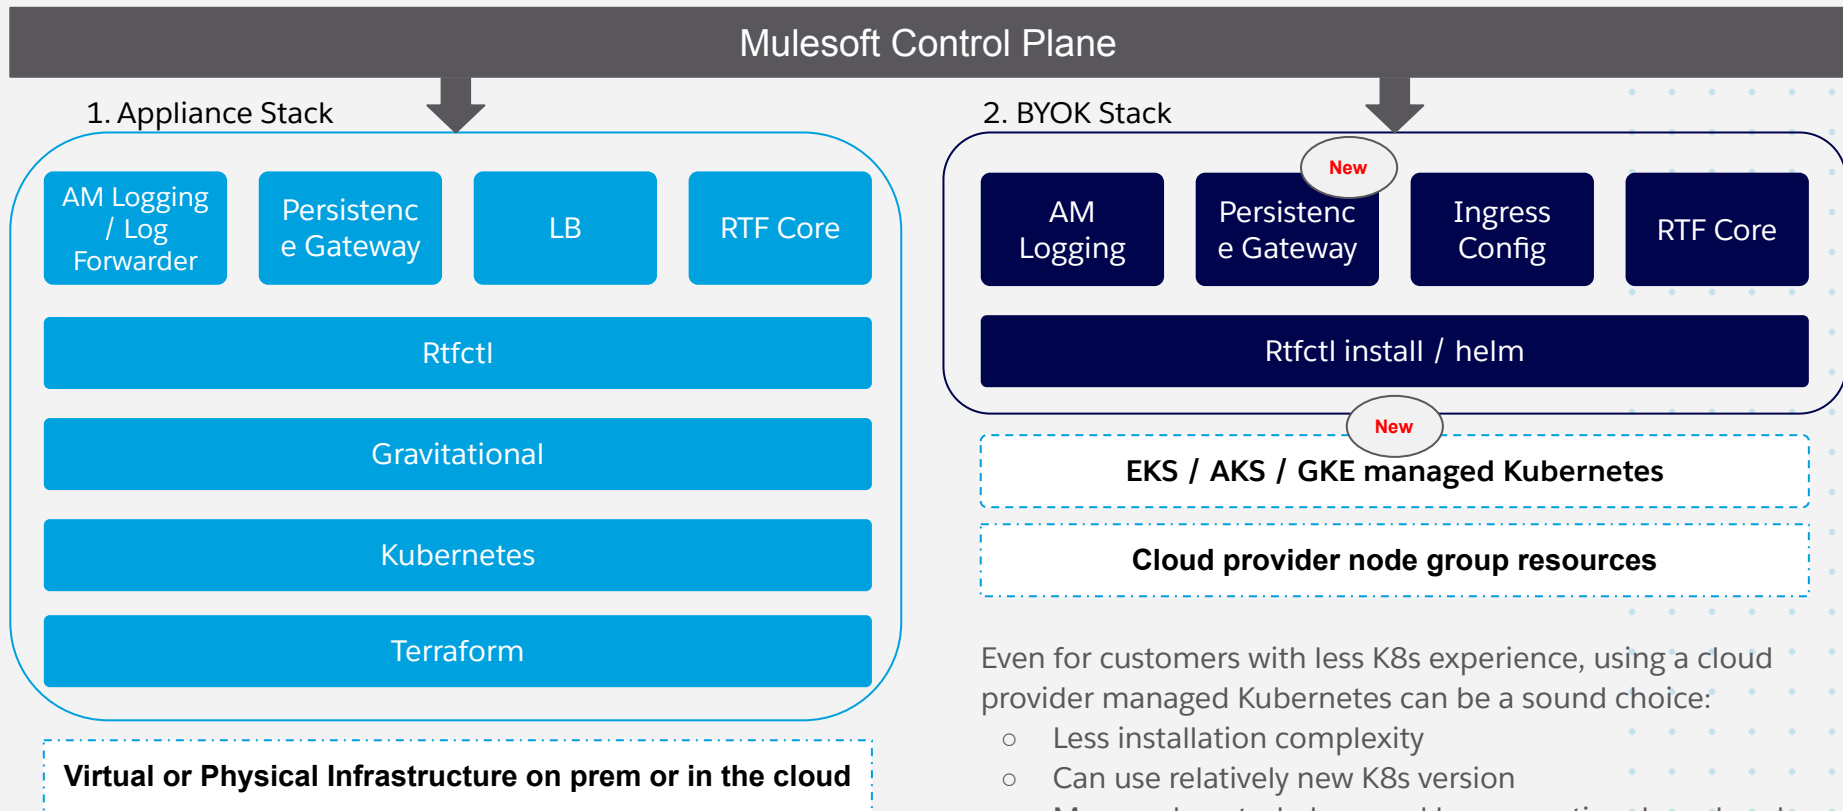 Mulesoft Control Plane
1. Appliance Stack
AM Logging
/ Log
Forwarder
Persistenc
e Gateway
LB
RTF Core
Rtfctl
Gravitational
Kubernetes
Terraform
Virtual or Physical Infrastructure on prem or in the cloud
2. BYOK Stack
New
AM
Logging
Persistenc
e Gateway
Ingress
Config
RTF Core
Rtfctl install / helm
New
EKS / AKS / GKE managed Kubernetes
Cloud provider node group resources
Even for customers with less K8s experience, using a cloud
provider managed Kubernetes can be a sound choice:
○ Less installation complexity
○ Can use relatively new K8s version